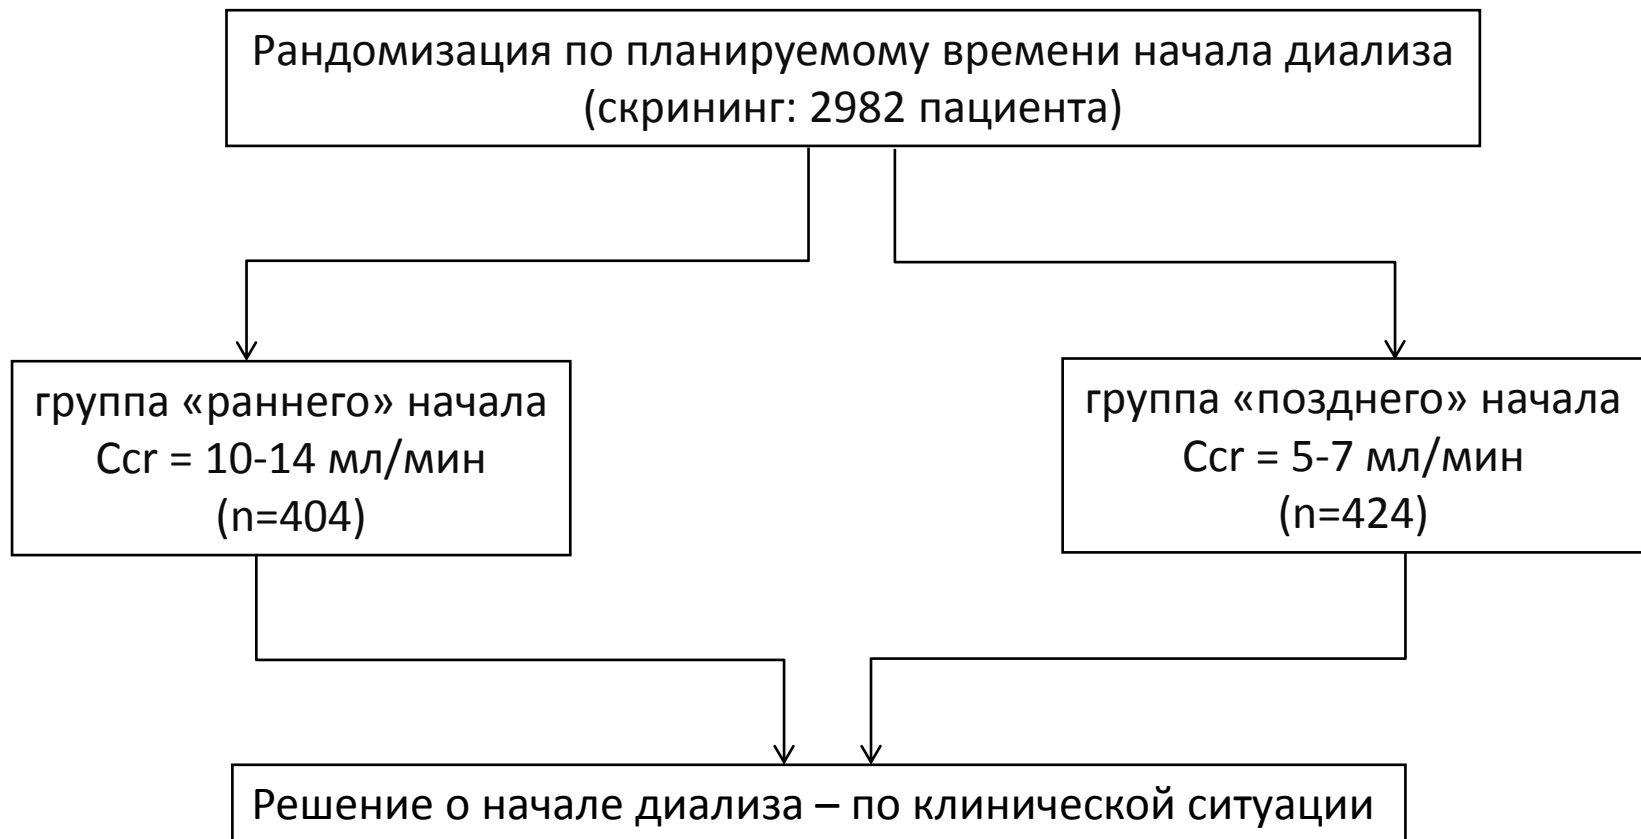 Рандомизация по планируемому времени начала диализа
(скрининг: 2982 пациента)
группа «раннего» начала
Ccr = 10-14 мл/мин
(n=404)
группа «позднего» начала
Ccr = 5-7 мл/мин
(n=424)
Решение о начале диализа – по клинической ситуации